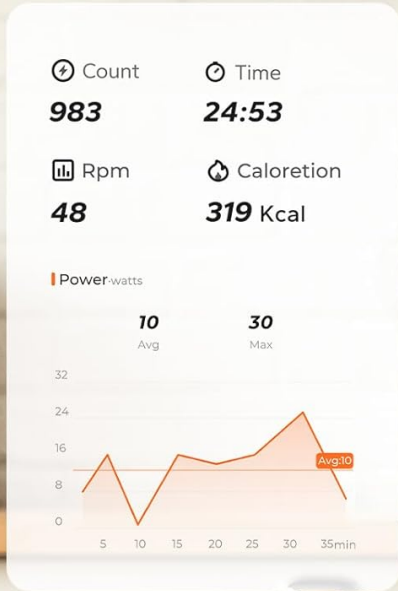 Count
983
Time
24:53
Rpm
48
Caloretion
319 Kcal
Power·watts
10
Avg
30
Max
32
24
16
8
0
Avg:10
5 10 15 20 25 30 35min